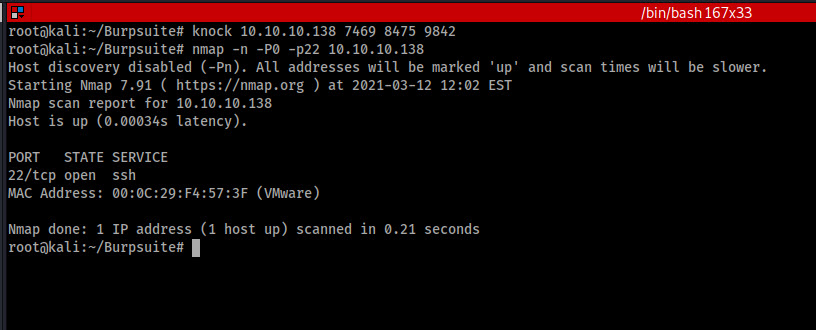 /bin/bash 167x33
root@kali:~/Burpsuite# knock 10.10.10.138 7469 8475 9842
root@kali:~/Burpsuite# nmap -n -P0 -p22 10.10.10.138
Host discovery disabled (-Pn). All addresses will be marked 'up' and scan times will be slower.
Starting Nmap 7.91 ( https://nmap.org ) at 2021-03-12 12:02 EST
Nmap scan report for 10.10.10.138
Host is up (0.00034s latency).
PORT   STATE SERVICE
22/tcp open  ssh
MAC Address: 00:0C:29:F4:57:3F (VMware)
Nmap done: 1 IP address (1 host up) scanned in 0.21 seconds
root@kali:~/Burpsuite#